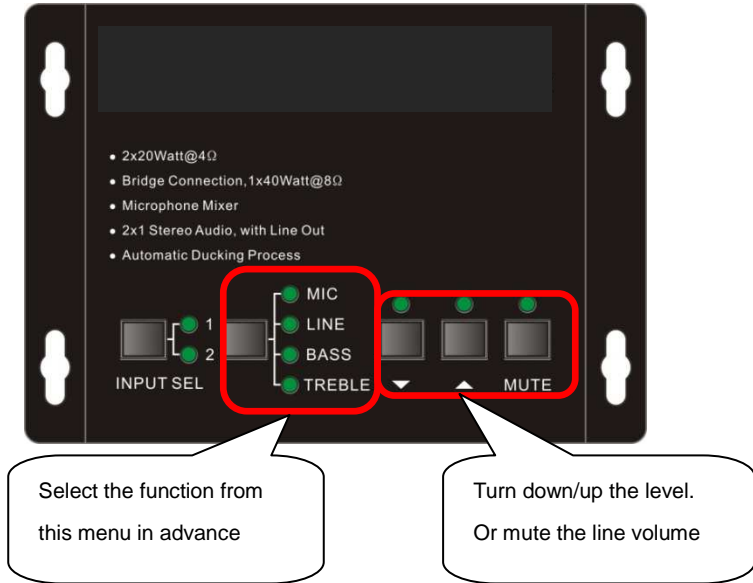 • 2x20Watt@4Ω
• Bridge Connection,1x40Watt@8Ω
• Microphone Mixer
• 2x1 Stereo Audio, with Line Out
• Automatic Ducking Process
1
2
INPUT SEL
MIC
LINE
BASS
TREBLE
MUTE
Select the function from
this menu in advance
Turn down/up the level.
Or mute the line volume